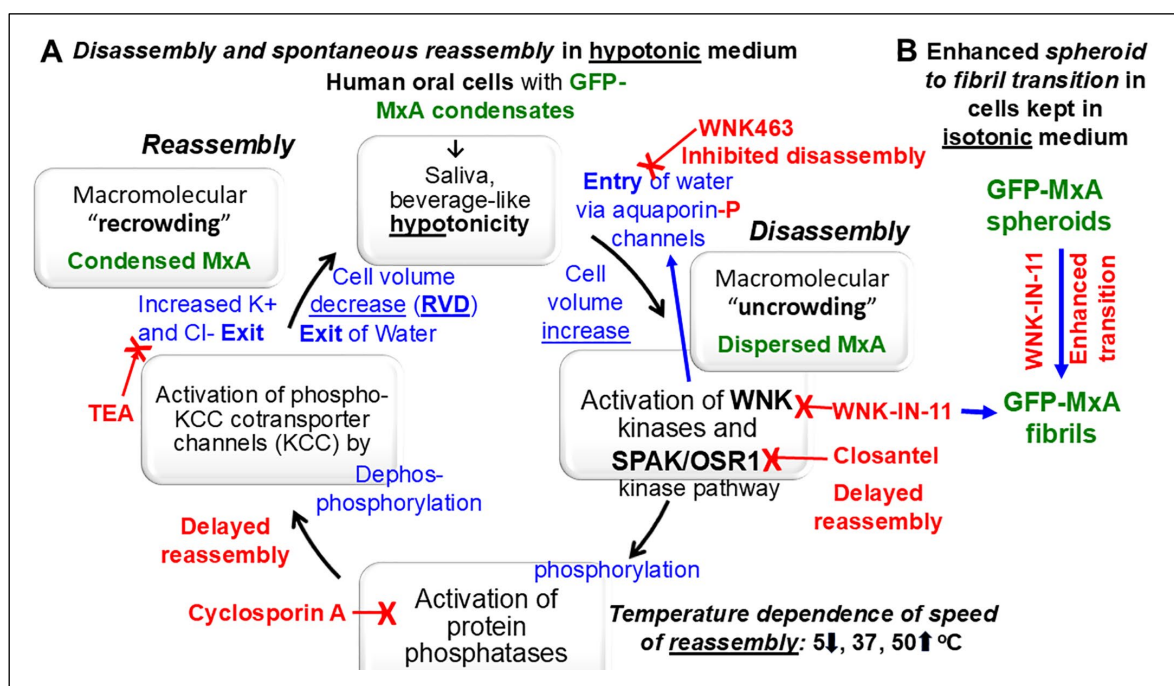 A Disassembly and spontaneous reassembly in hypotonic medium
Human oral cells with GFP-
MxA condensates
↓
Saliva,
beverage-like
hypotonicity
WNK463
Inhibited disassembly
Entry of water
via aquaporin-P
channels
Cell
volume
increase
Disassembly
Macromolecular
“uncrowding”
Dispersed MxA
Activation of WNK
kinases and
SPAK/OSR1
kinase pathway
X WNK-IN-11
X Closantel
Delayed
reassembly
phosphorylation
Activation of
protein
phosphatases
Cyclosporin A X
Temperature dependence of speed
of reassembly: 5⬇, 37, 50⬆ ºC
Delayed
reassembly
Dephos-
phosphorylation
Activation of phospho-
KCC cotransporter
channels (KCC) by
TEA
X
Increased K+
and Cl- Exit
Cell volume
decrease (RVD)
Exit of Water
Reassembly
Macromolecular
“recrowding”
Condensed MxA
B Enhanced spheroid
to fibril transition in
cells kept in
isotonic medium
GFP-MxA
spheroids
WNK-IN-11
Enhanced
transition
GFP-MxA
fibrils